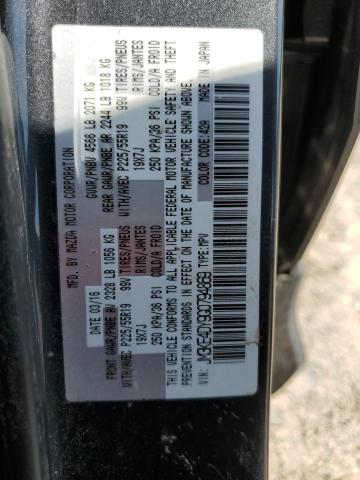 MFD. BY MAZDA MOTOR CORPORATION
DATE 03/16 GVWR/PNBV 4566 LB 2071 KG
FRONT GAWR/PNBE AV 2328 LB 1056 KG REAR GAWR/PNBE AR 2244 LB 1018 KG
WITH/AVEC P225/55R19 99V TIRES/PNEUS WITH/AVEC P225/55R19 99V TIRES/PNEUS
19X7J RIMS/JANTES 19X7J RIMS/JANTES
250 KPA/36 PSI COLD/A FROID 250 KPA/36 PSI COLD/A FROID
THIS VEHICLE CONFORMS TO ALL APPLICABLE FEDERAL MOTOR VEHICLE SAFETY AND THEFT
PREVENTION STANDARDS IN EFFECT ON THE DATE OF MANUFACTURE SHOWN ABOVE.
MADE IN JAPAN
VIN: JM3KE4DY9G0794869 TYPE: MPV COLOR CODE: 42A